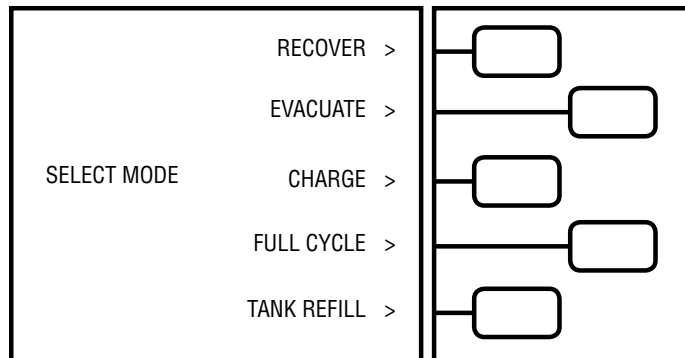 RECOVER >
EVACUATE >
SELECT MODE CHARGE >
FULL CYCLE >
TANK REFILL >